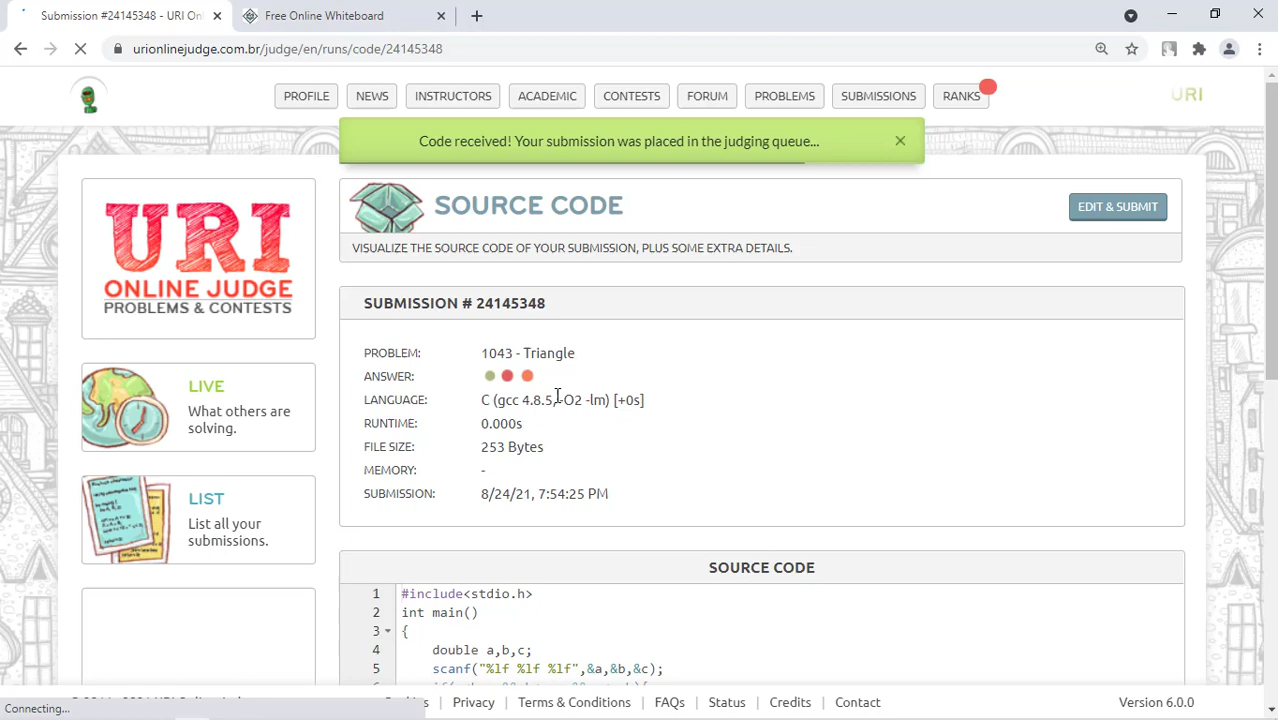 Submission #24145348 - URI On
Free Online Whiteboard
urionlinejudge.com.br/judge/en/runs/code/24145348
PROFILE
NEWS
INSTRUCTORS
ACADEMIC
CONTESTS
FORUM
PROBLEMS
SUBMISSIONS
RANKS
URI
Code received! Your submission was placed in the judging queue...
URI
ONLINE JUDGE
PROBLEMS & CONTESTS
SOURCE CODE
EDIT & SUBMIT
VISUALIZE THE SOURCE CODE OF YOUR SUBMISSION, PLUS SOME EXTRA DETAILS.
SUBMISSION # 24145348
PROBLEM: 1043 - Triangle
ANSWER:
LANGUAGE: C (gcc 4.8.5, -O2 -lm) [+0s]
RUNTIME: 0.000s
FILE SIZE: 253 Bytes
MEMORY: -
SUBMISSION: 8/24/21, 7:54:25 PM
LIVE
What others are
solving.
LIST
List all your
submissions.
SOURCE CODE
1 #include<stdio.h>
2 int main()
3 {
4 double a,b,c;
5 scanf("%lf %lf %lf",&a,&b,&c);
Connecting...
Privacy
Terms & Conditions
FAQs
Status
Credits
Contact
Version 6.0.0